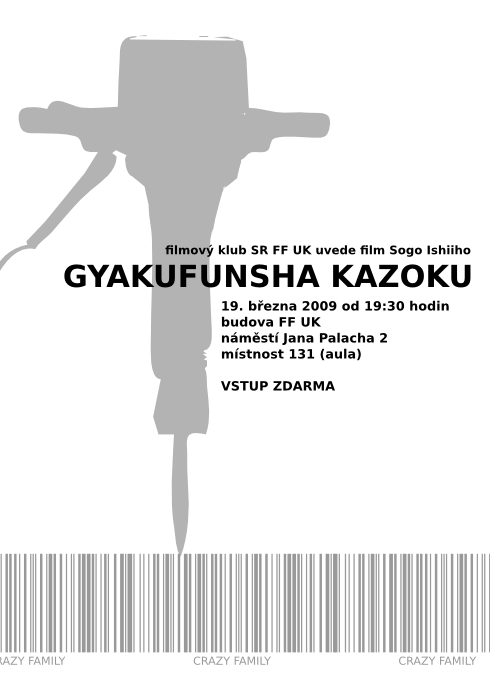 filmový klub SR FF UK uvede film Sogo Ishiiho
GYAKUFUNSHA KAZOKU
19. března 2009 od 19:30 hodin
budova FF UK
náměstí Jana Palacha 2
místnost 131 (aula)
VSTUP ZDARMA
RAZY FAMILY CRAZY FAMILY CRAZY FAMILY